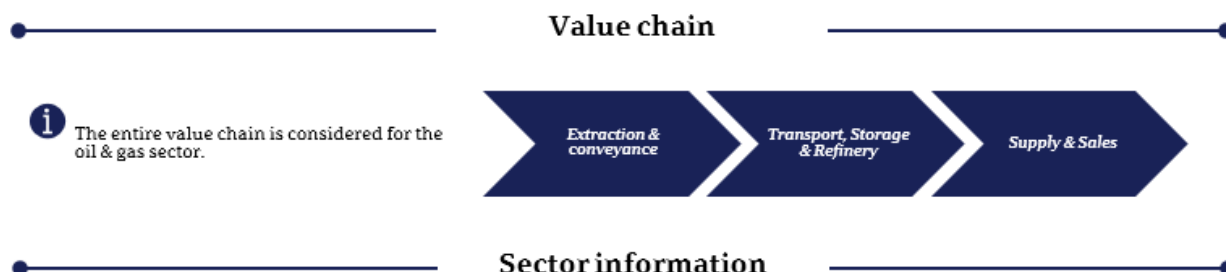 Value chain
i
The entire value chain is considered for the
oil & gas sector.
Extraction &
conveyance
Transport, Storage
& Refinery
Supply & Sales
Sector information